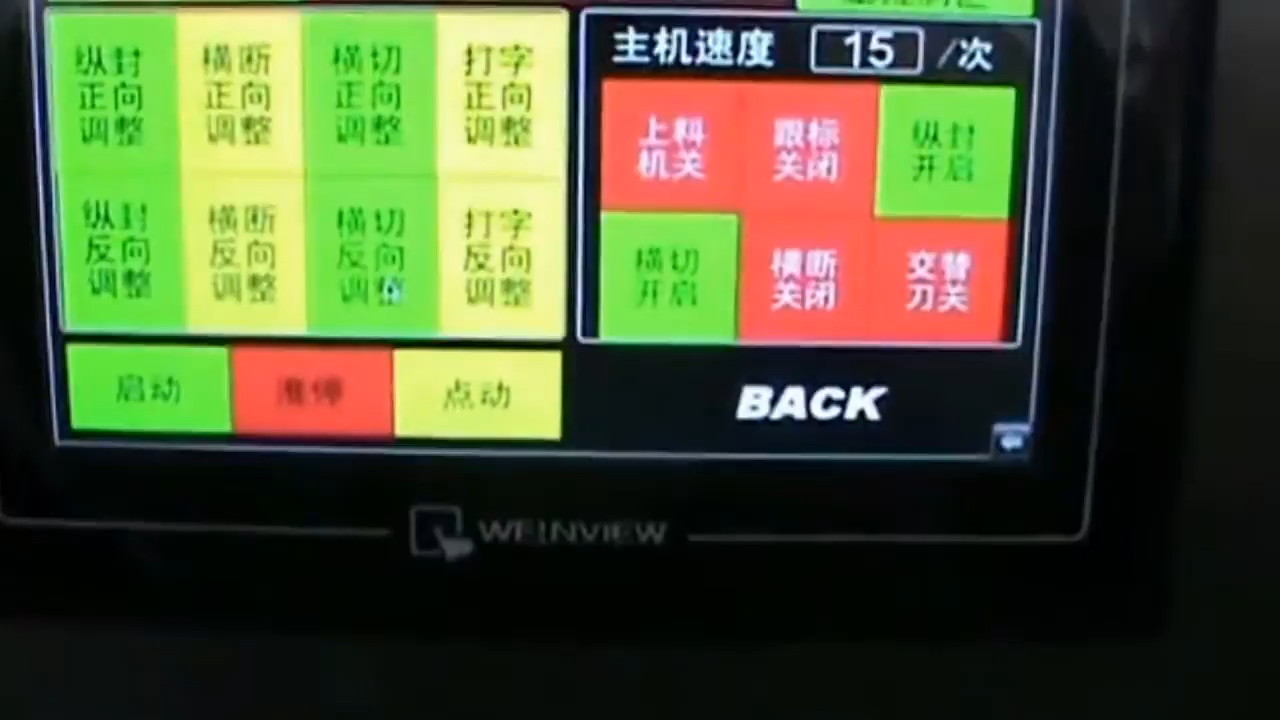 纵封
正向
调整
横断
正向
调整
横切
正向
调整
打字
正向
调整
纵封
反向
调整
横断
反向
调整
横切
反向
调整
打字
反向
调整
启动
点动
主机速度 15 /次
上料
机关
跟标
关闭
纵封
开启
横切
开启
横断
关闭
交替
刀关
BACK
WEINVIEW